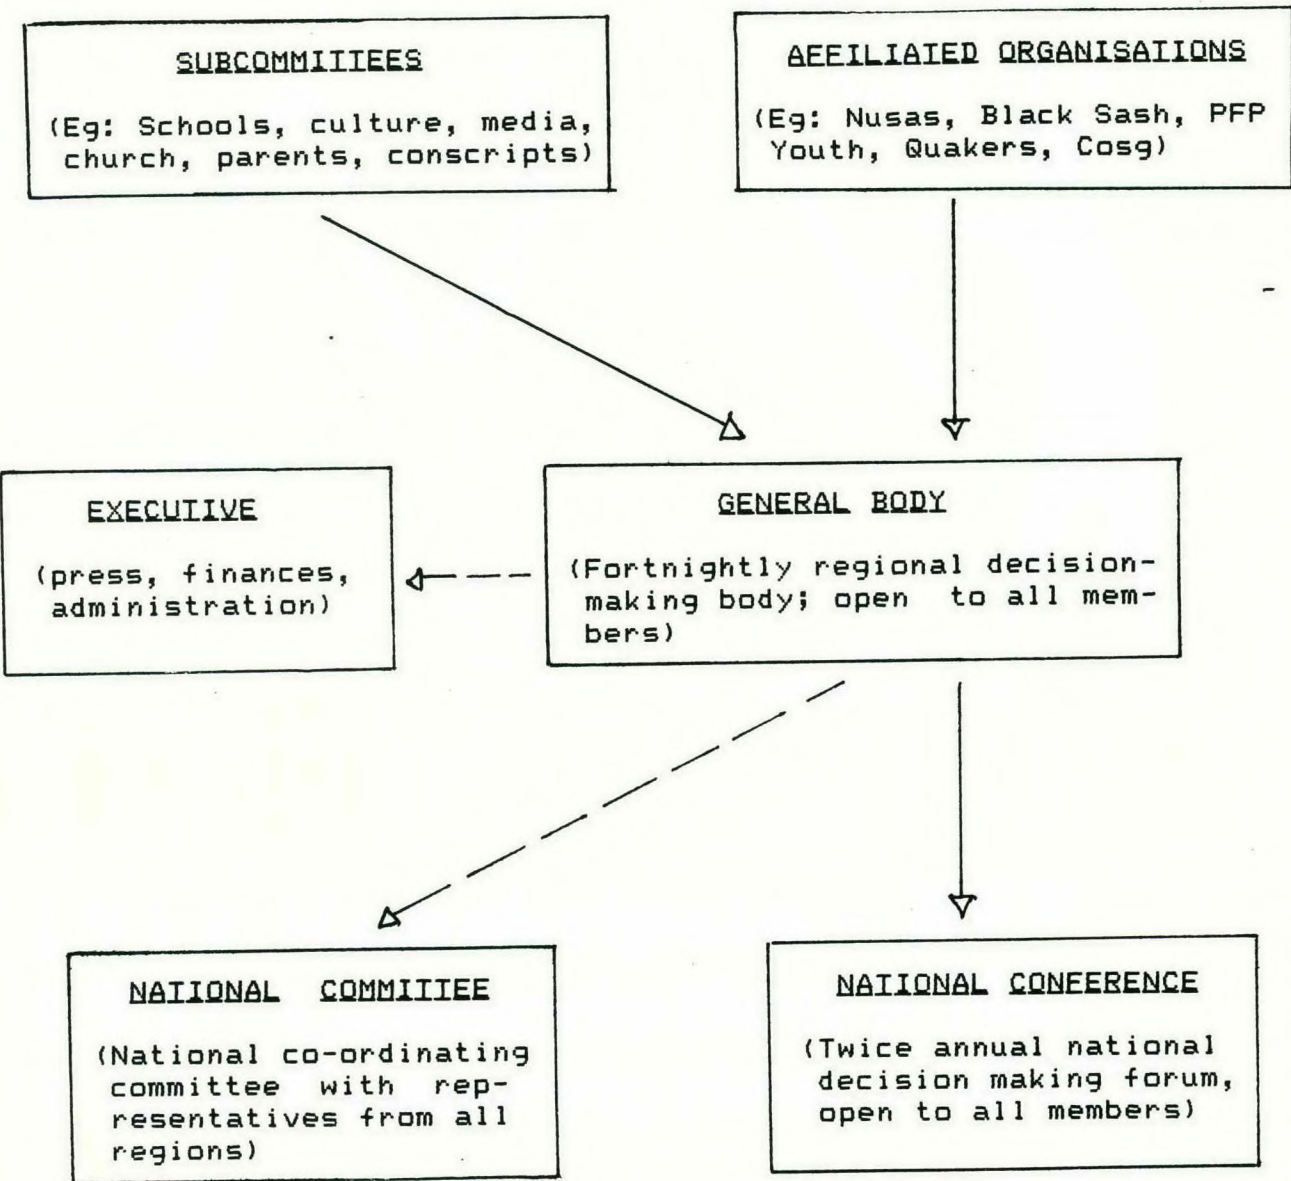 SUBCOMMITTEES
(Eg: Schools, culture, media,
church, parents, conscripts)
AFFILIATED ORGANISATIONS
(Eg: Nusas, Black Sash, PFP
Youth, Quakers, Cosg)
EXECUTIVE
(press, finances,
administration)
GENERAL BODY
(Fortnightly regional decision-
making body; open to all mem-
bers)
NATIONAL COMMITTEE
(National co-ordinating
committee with rep-
resentatives from all
regions)
NATIONAL CONFERENCE
(Twice annual national
decision making forum,
open to all members)